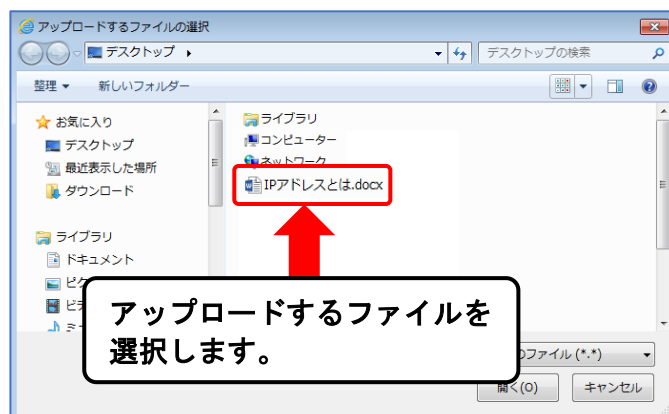 アップロードするファイルの選択
デスクトップ
デスクトップの検索
整理 新しいフォルダー
お気に入り
デスクトップ
最近表示した場所
ダウンロード
ライブラリ
ドキュメント
ライブラリ
コンピューター
ネットワーク
IPアドレスとは.docx
アップロードするファイルを
選択します。
のファイル (*.*)
開く(O) キャンセル